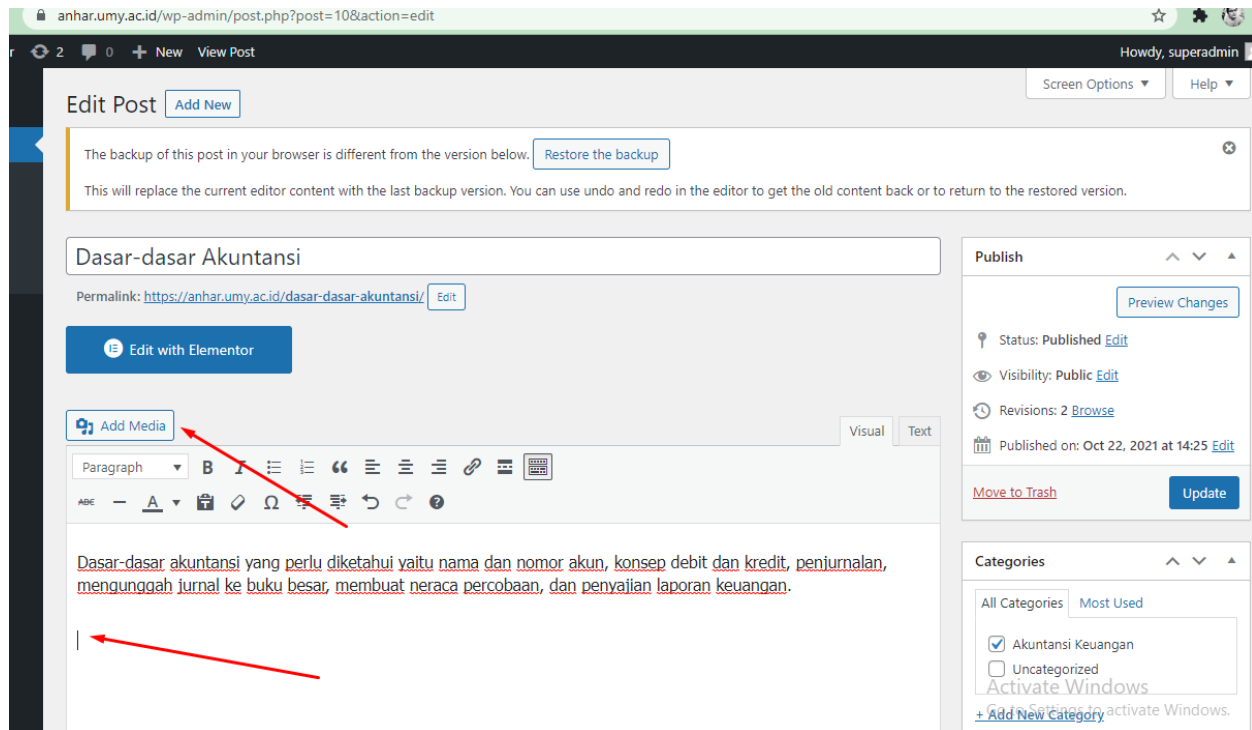 anhar.umy.ac.id/wp-admin/post.php?post=10&action=edit
r 2 0 New View Post Howdy, superadmin
Screen Options Help
Edit Post Add New
The backup of this post in your browser is different from the version below. Restore the backup
This will replace the current editor content with the last backup version. You can use undo and redo in the editor to get the old content back or to return to the restored version.
Dasar-dasar Akuntansi
Permalink: https://anhar.umy.ac.id/dasar-dasar-akuntansi/ Edit
Edit with Elementor
Add Media
Visual Text
Paragraph B I
ABC A Ω
Dasar-dasar akuntansi yang perlu diketahui yaitu nama dan nomor akun, konsep debit dan kredit, penjurnalan,
mengunggah jurnal ke buku besar, membuat neraca percobaan, dan penyajian laporan keuangan.
Publish
Preview Changes
Status: Published Edit
Visibility: Public Edit
Revisions: 2 Browse
Published on: Oct 22, 2021 at 14:25 Edit
Move to Trash Update
Categories
All Categories Most Used
Akuntansi Keuangan
Uncategorized
Activate Windows
Go to Settings to activate Windows.
+ Add New Category